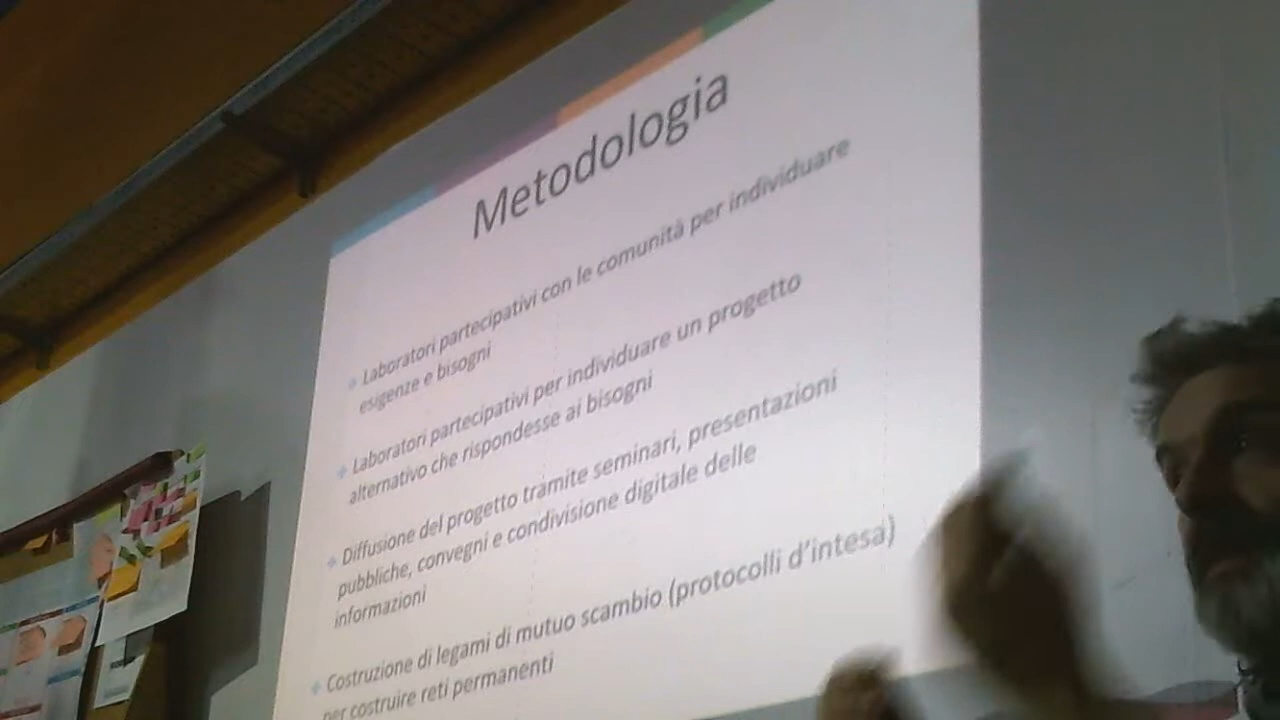 Metodologia
Laboratori partecipativi con le comunità per individuare
esigenze e bisogni
Laboratori partecipativi per individuare un progetto
alternativo che rispondesse ai bisogni
Diffusione del progetto tramite seminari, presentazioni
pubbliche, convegni e condivisione digitale delle
informazioni
Costruzione di legami di mutuo scambio (protocolli d'intesa)
per costruire reti permanenti